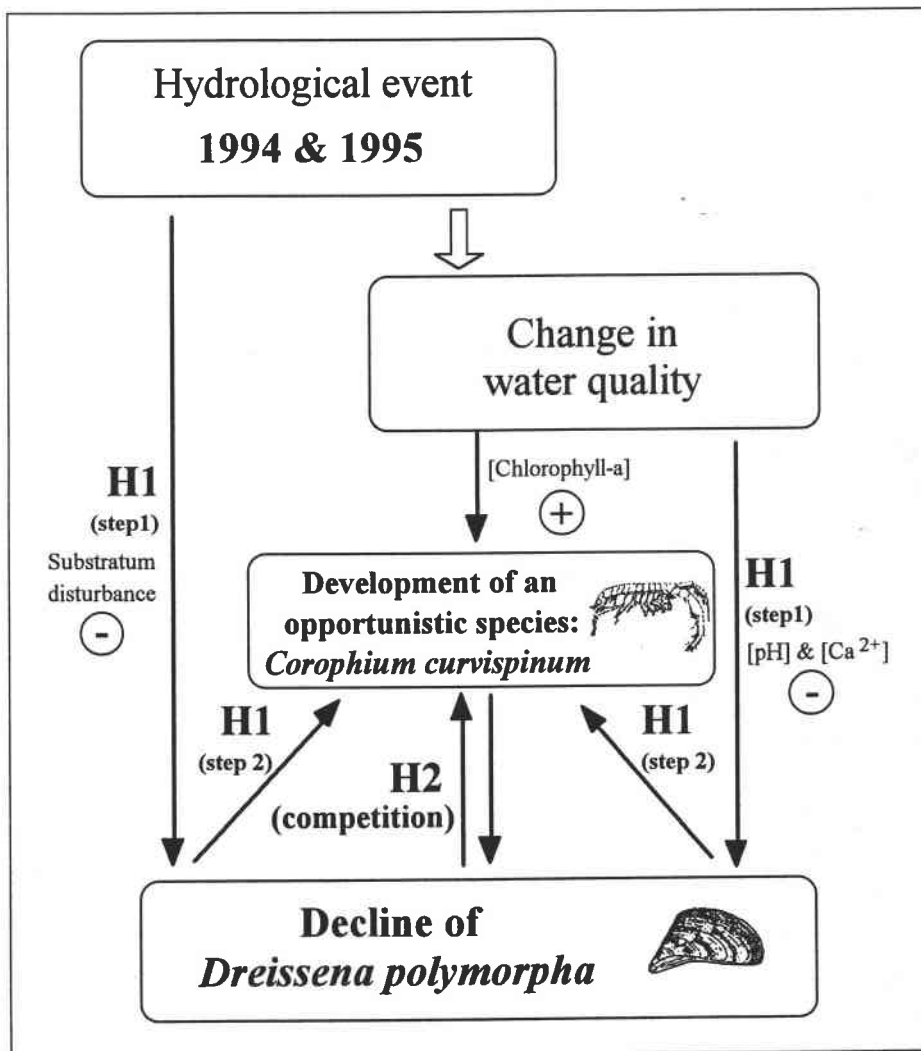 Hydrological event
1994 & 1995
Change in
water quality
[Chlorophyll-a]
+
H1
(step1)
Substratum
disturbance
-
Development of an
opportunistic species:
Corophium curvispinum
H1
(step1)
[pH] & [Ca 2+]
-
H1
(step 2)
H2
(competition)
H1
(step 2)
Decline of
Dreissena polymorpha